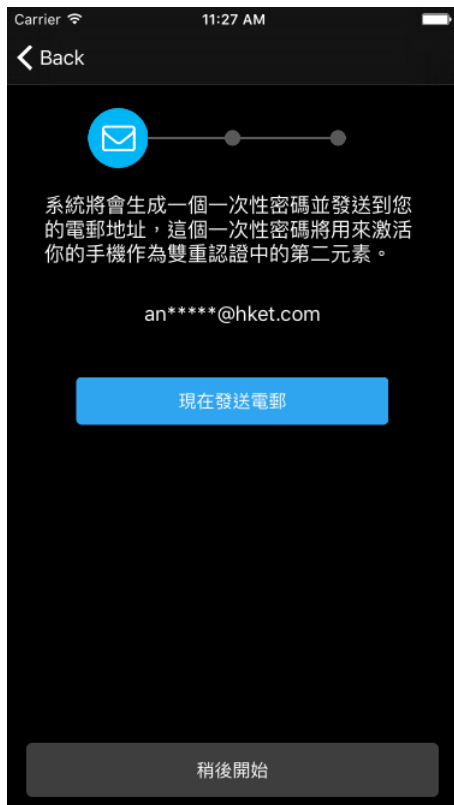 Carrier 11:27 AM
Back
系統將會生成一個一次性密碼並發送到您
的電郵地址，這個一次性密碼將用來激活
你的手機作為雙重認證中的第二元素。
an*****@hket.com
現在發送電郵
稍後開始